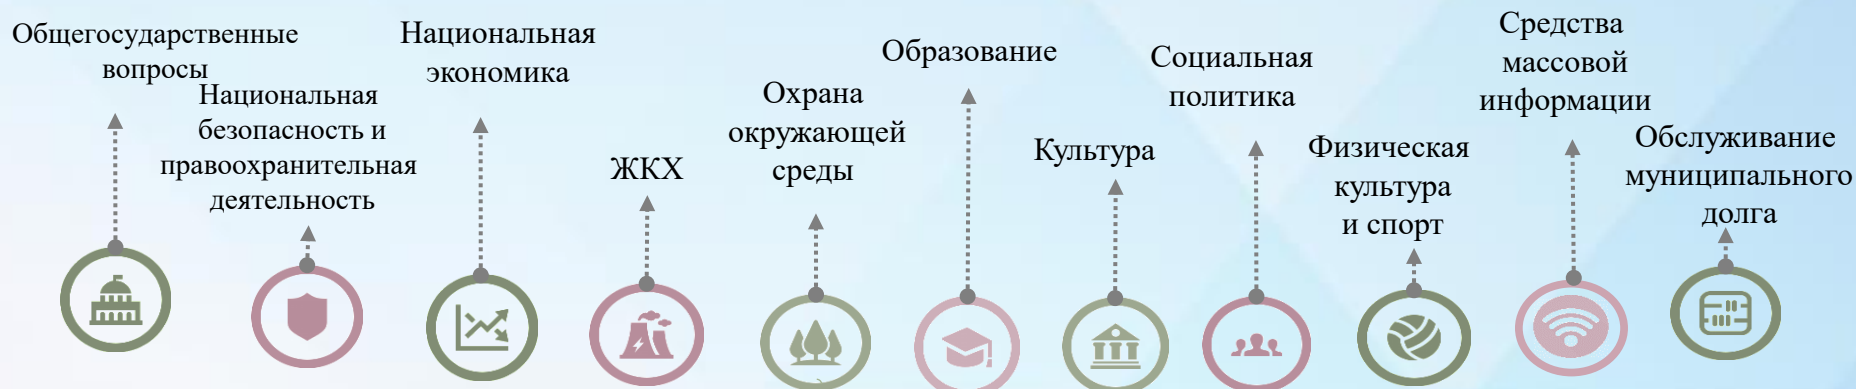 Общегосударственные
вопросы
Национальная
безопасность и
правоохранительная
деятельность
Национальная
экономика
ЖКХ
Охрана
окружающей
среды
Образование
Культура
Социальная
политика
Физическая
культура
и спорт
Средства
массовой
информации
Обслуживание
муниципального
долга